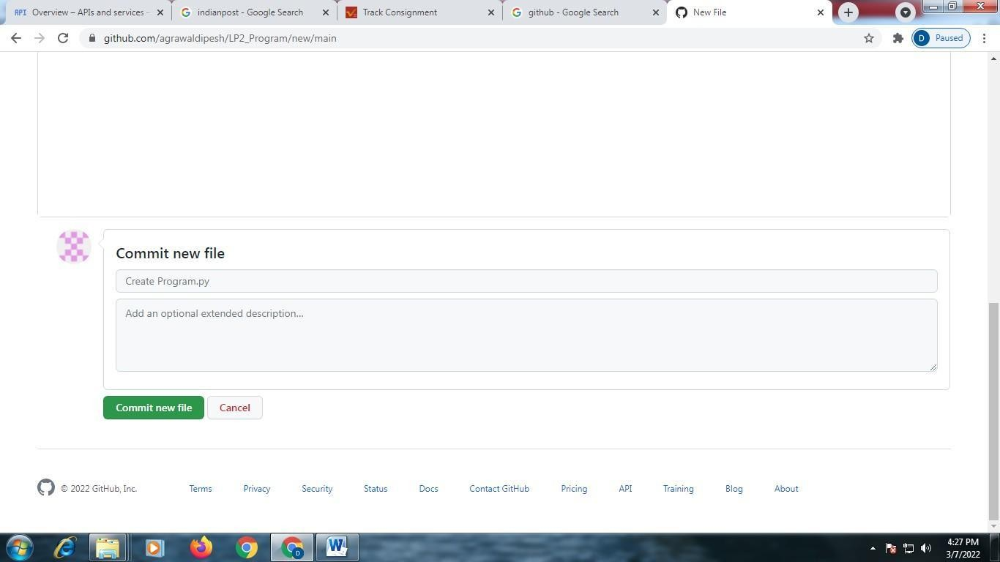 API Overview – APIs and services -
indianpost - Google Search
Track Consignment
github - Google Search
New File
github.com/agrawaldipesh/LP2_Program/new/main
D Paused
Commit new file
Create Program.py
Add an optional extended description...
Commit new file Cancel
© 2022 GitHub, Inc. Terms Privacy Security Status Docs Contact GitHub Pricing API Training Blog About
D
W
4:27 PM
3/7/2022